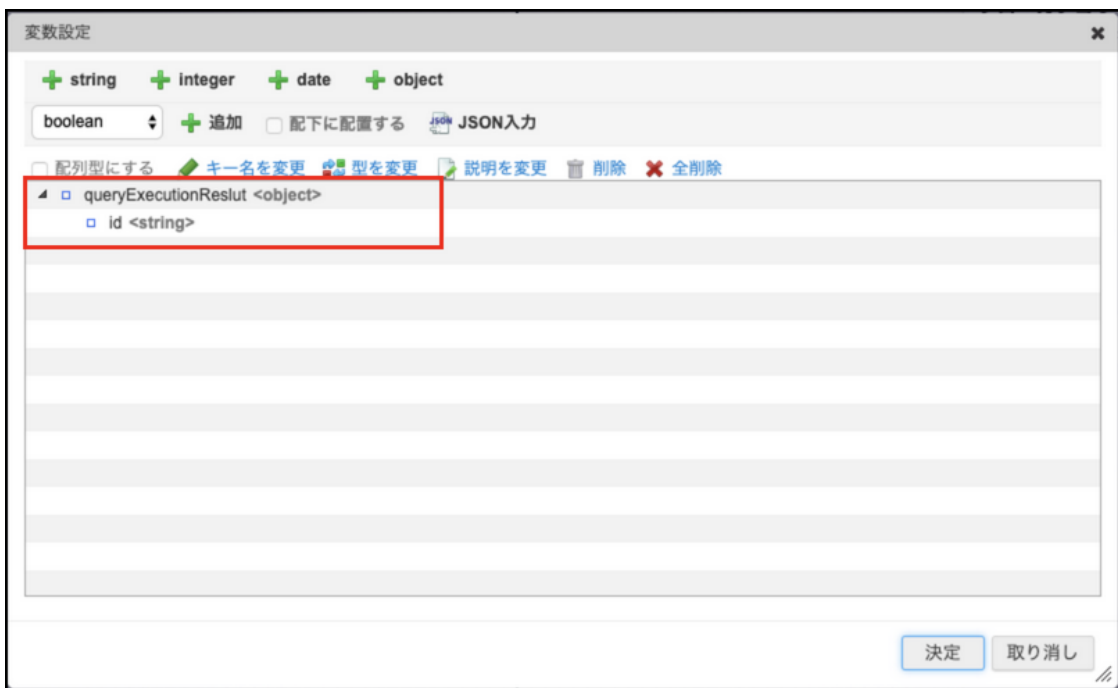 変数設定
string integer date object
boolean 追加 配下に配置する JSON入力
配列型にする キー名を変更 型を変更 説明を変更 削除 全削除
queryExecutionReslut <object>
id <string>
決定 取り消し